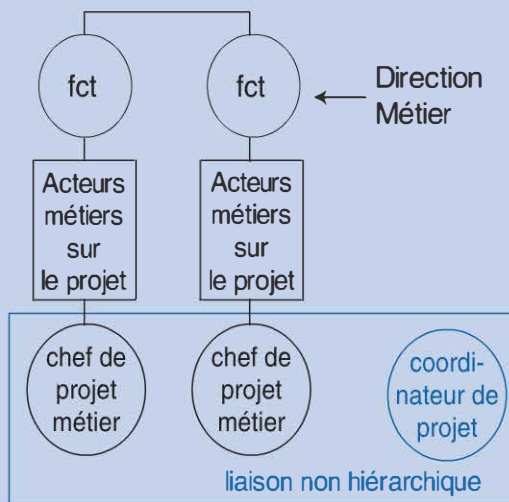 fct
fct
Direction
Métier
Acteurs
métiers
sur
le projet
Acteurs
métiers
sur
le projet
chef de
projet
métier
chef de
projet
métier
coordi-
nateur de
projet
liaison non hiérarchique